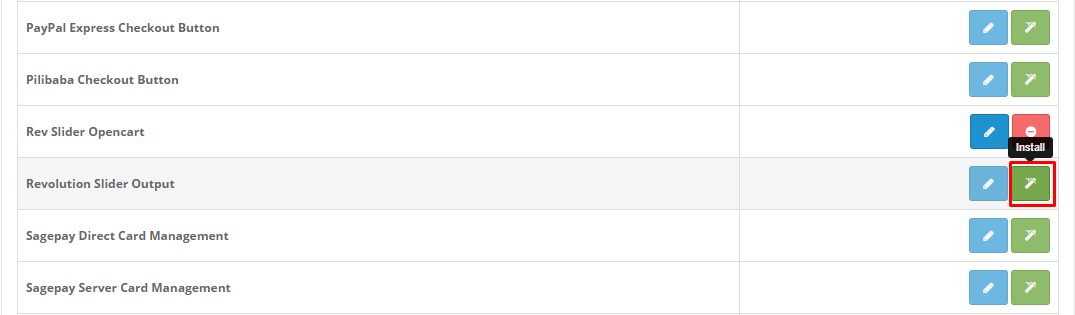 PayPal Express Checkout Button
Pilibaba Checkout Button
Rev Slider Opencart
Install
Revolution Slider Output
Sagepay Direct Card Management
Sagepay Server Card Management